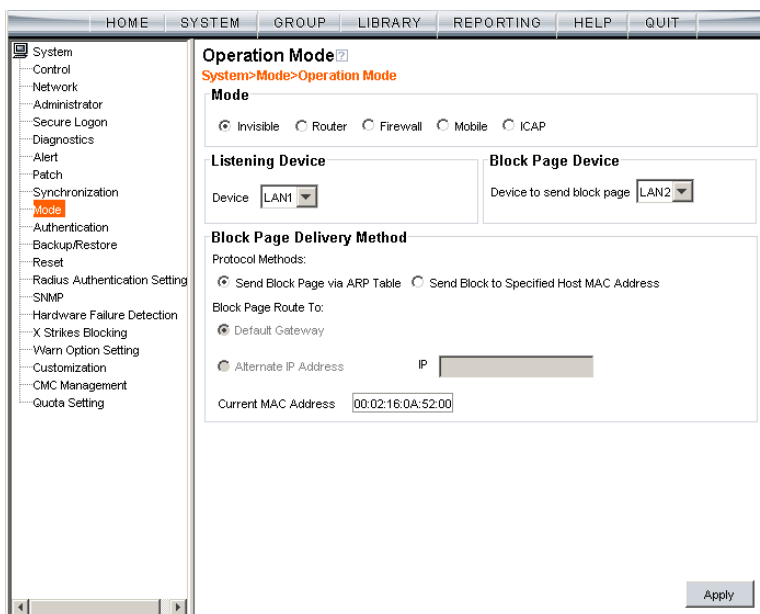 HOME SYSTEM GROUP LIBRARY REPORTING HELP QUIT
System
Control
Network
Administrator
Secure Logon
Diagnostics
Alert
Patch
Synchronization
Mode
Authentication
Backup/Restore
Reset
Radius Authentication Setting
SNMP
Hardware Failure Detection
X Strikes Blocking
Warn Option Setting
Customization
CMC Management
Quota Setting
Operation Mode ?
System>Mode>Operation Mode
Mode
Invisible Router Firewall Mobile ICAP
Listening Device
Device LAN1
Block Page Device
Device to send block page LAN2
Block Page Delivery Method
Protocol Methods:
Send Block Page via ARP Table Send Block to Specified Host MAC Address
Block Page Route To:
Default Gateway
Alternate IP Address IP
Current MAC Address 00:02:16:0A:52:00
Apply